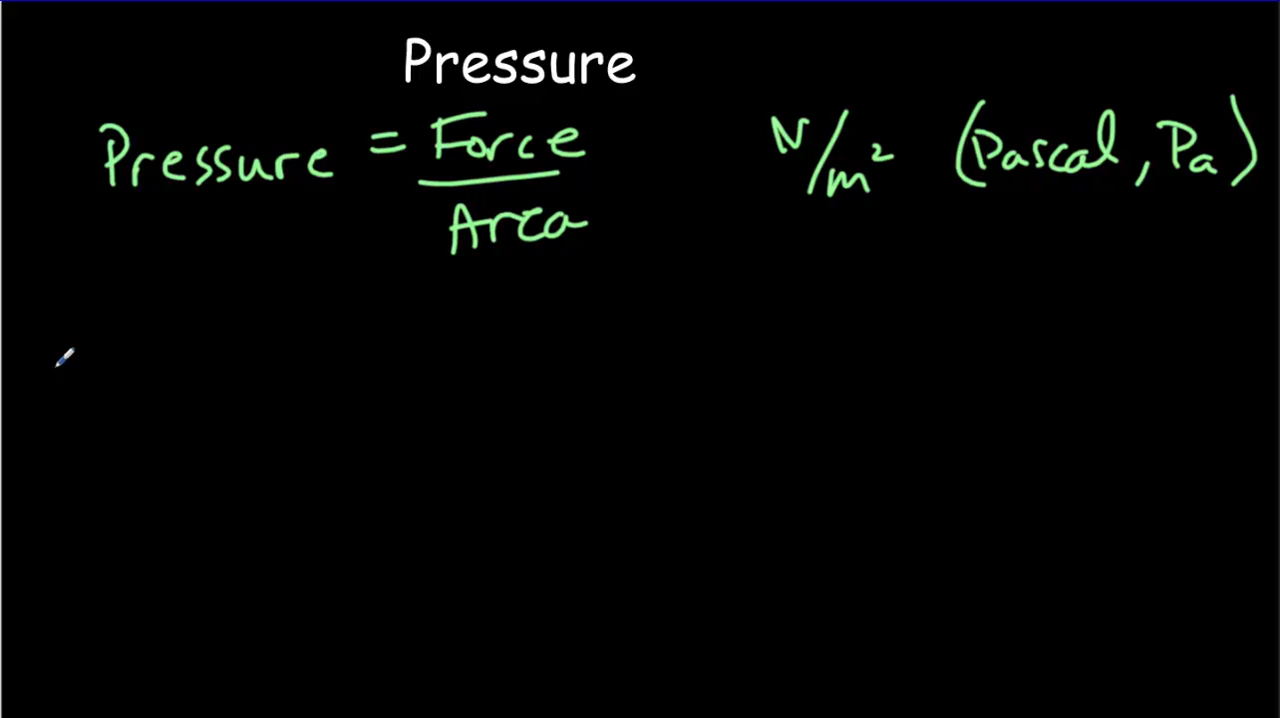 Pressure
Pressure = Force / Area N/m² (Pascal, Pa)